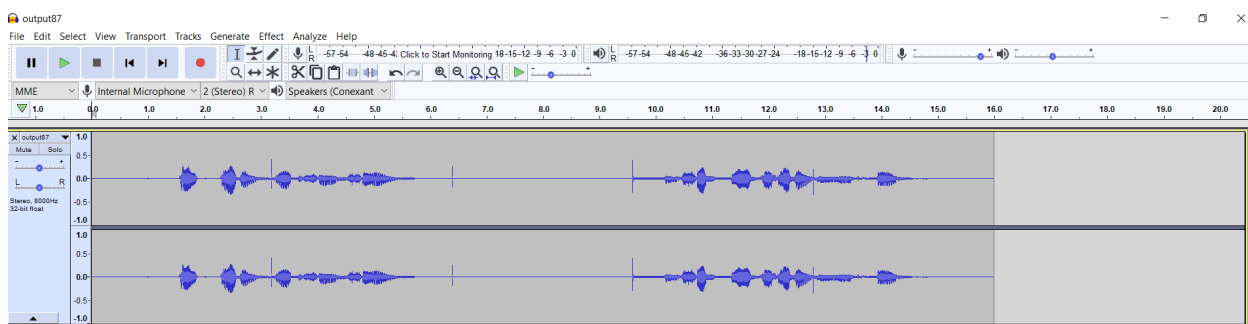 output87
File Edit Select View Transport Tracks Generate Effect Analyze Help
L R -57 -54 -48 -45 -4 Click to Start Monitoring 18 -15 -12 -9 -6 -3 0 L R -57 -54 -48 -45 -42 -36 -33 -30 -27 -24 -18 -15 -12 -9 -6 -3 0 - + - +
- +
MME Internal Microphone 2 (Stereo) R Speakers (Conexant
1.0 0.0 1.0 2.0 3.0 4.0 5.0 6.0 7.0 8.0 9.0 10.0 11.0 12.0 13.0 14.0 15.0 16.0 17.0 18.0 19.0 20.0
X output87 1.0
Mute Solo
- + 0.5-
0.0-
L R
Stereo, 8000Hz -0.5-
32-bit float
-1.0
1.0
0.5-
0.0-
-0.5-
-1.0